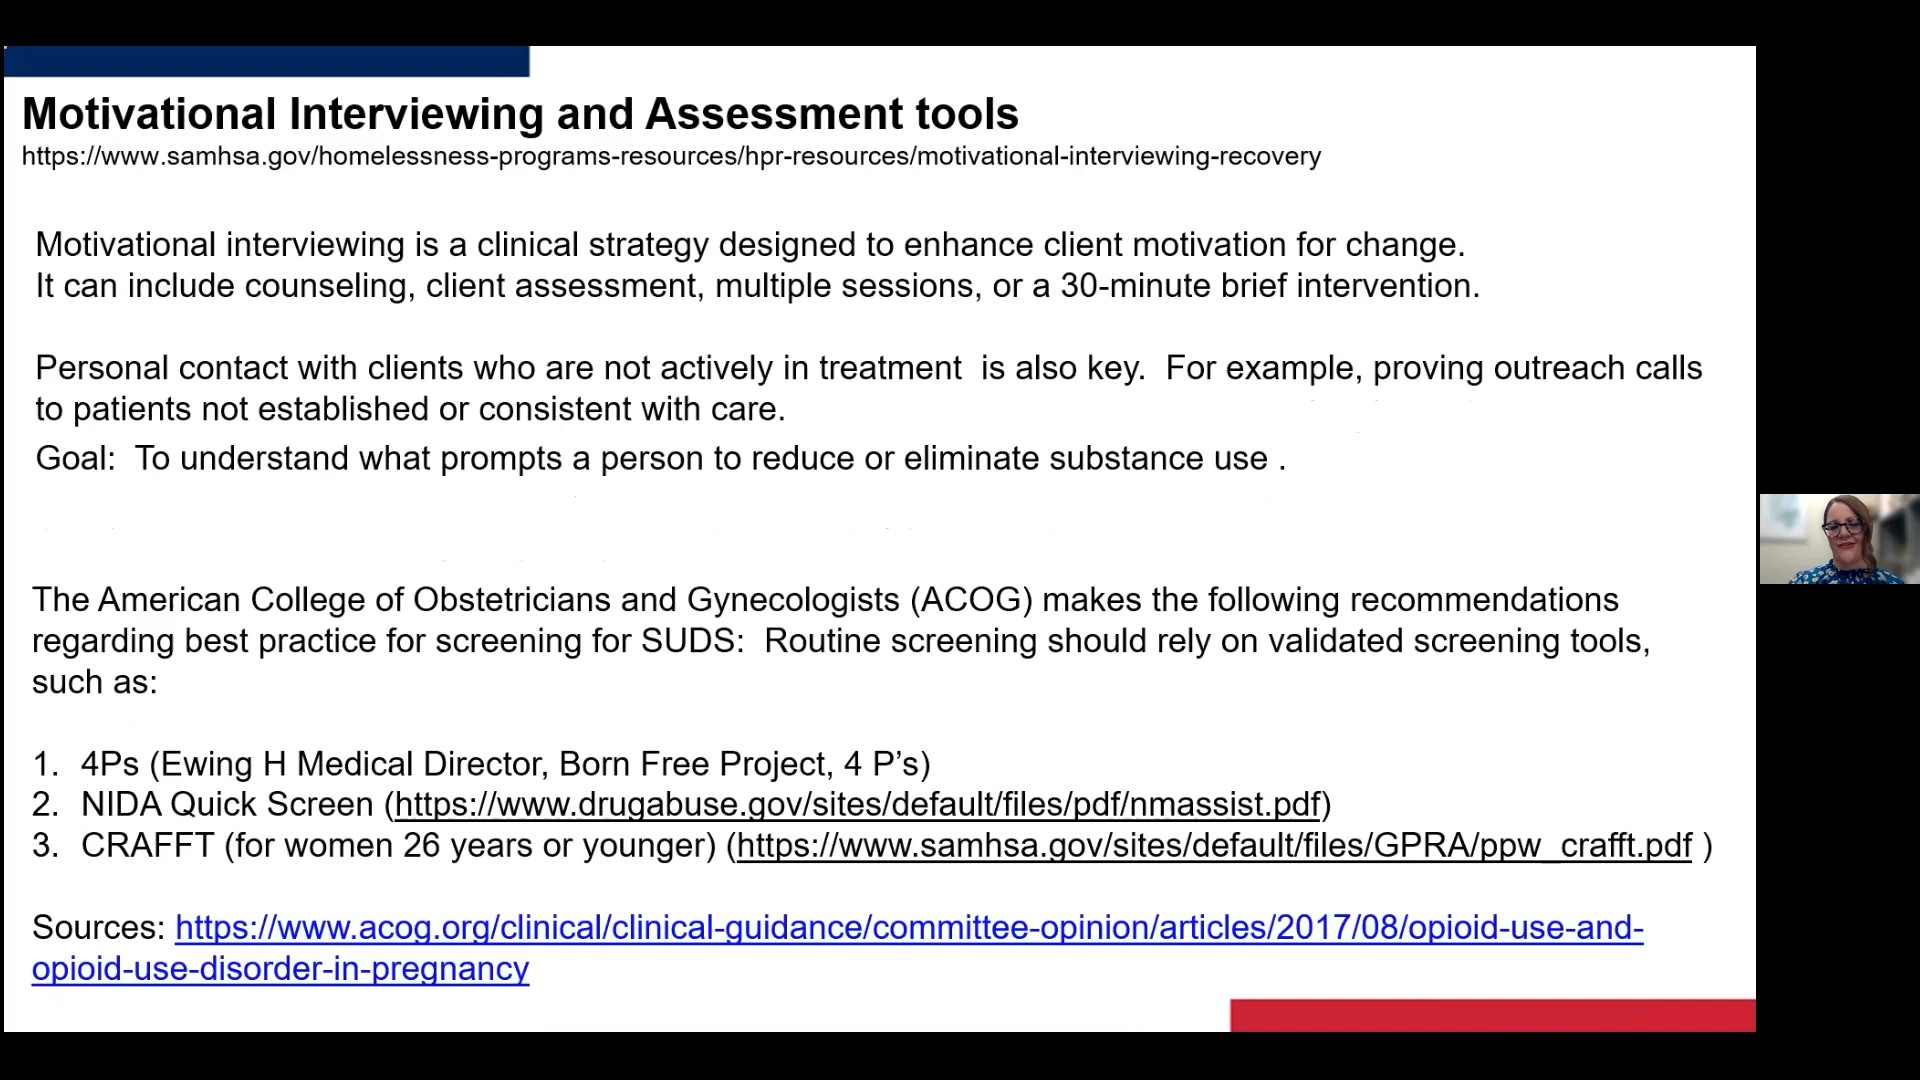 Motivational Interviewing and Assessment tools
https://www.samhsa.gov/homelessness-programs-resources/hpr-resources/motivational-interviewing-recovery
Motivational interviewing is a clinical strategy designed to enhance client motivation for change.
It can include counseling, client assessment, multiple sessions, or a 30-minute brief intervention.
Personal contact with clients who are not actively in treatment  is also key.  For example, proving outreach calls
to patients not established or consistent with care.
Goal:  To understand what prompts a person to reduce or eliminate substance use .
The American College of Obstetricians and Gynecologists (ACOG) makes the following recommendations
regarding best practice for screening for SUDS:  Routine screening should rely on validated screening tools,
such as:
1. 4Ps (Ewing H Medical Director, Born Free Project, 4 P’s)
2. NIDA Quick Screen (https://www.drugabuse.gov/sites/default/files/pdf/nmassist.pdf)
3. CRAFFT (for women 26 years or younger) (https://www.samhsa.gov/sites/default/files/GPRA/ppw_crafft.pdf )
Sources: https://www.acog.org/clinical/clinical-guidance/committee-opinion/articles/2017/08/opioid-use-and-
opioid-use-disorder-in-pregnancy